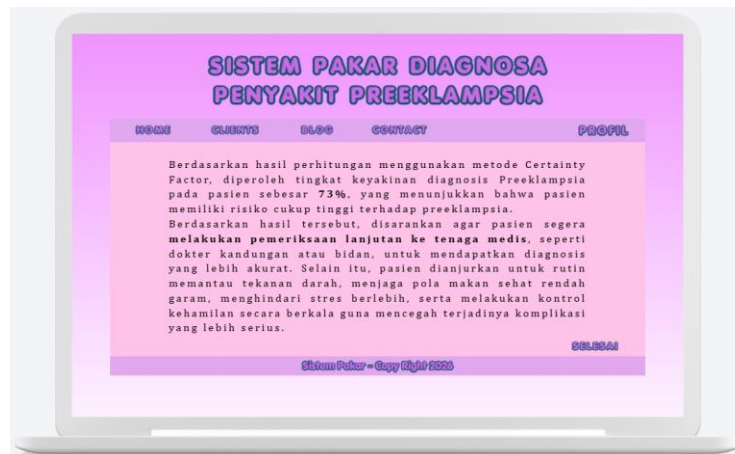 SISTEM PAKAR DIAGNOSA
PENYAKIT PREEKLAMPSIA
HOME CLIENTS BLOG CONTACT PROFIL
Berdasarkan hasil perhitungan menggunakan metode Certainty
Factor, diperoleh tingkat keyakinan diagnosis Preeklampsia
pada pasien sebesar 73%, yang menunjukkan bahwa pasien
memiliki risiko cukup tinggi terhadap preeklampsia.
Berdasarkan hasil tersebut, disarankan agar pasien segera
melakukan pemeriksaan lanjutan ke tenaga medis, seperti
dokter kandungan atau bidan, untuk mendapatkan diagnosis
yang lebih akurat. Selain itu, pasien dianjurkan untuk rutin
memantau tekanan darah, menjaga pola makan sehat rendah
garam, menghindari stres berlebih, serta melakukan kontrol
kehamilan secara berkala guna mencegah terjadinya komplikasi
yang lebih serius.
SELESAI
Sistem Pakar - Copy Right 2026